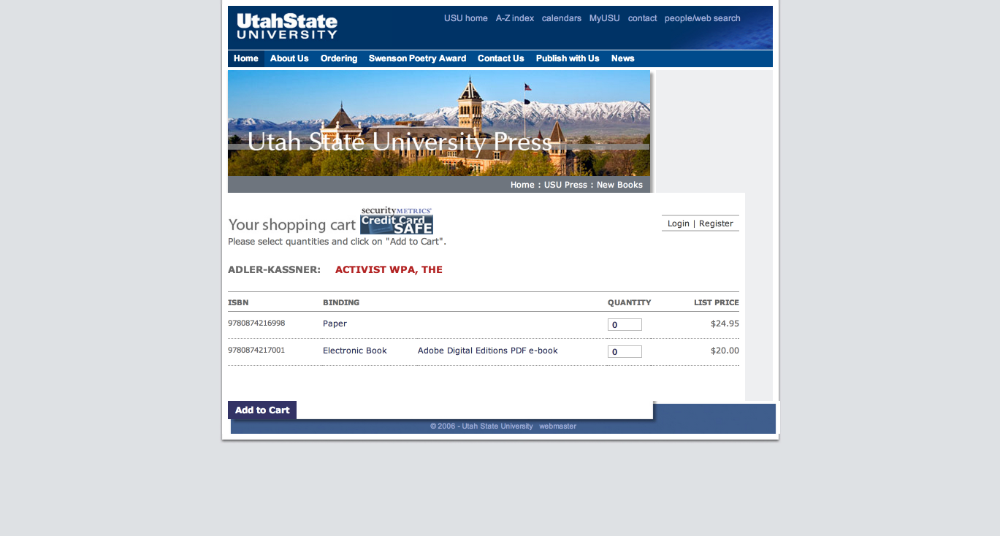 UtahState
UNIVERSITY
USU home A-Z index calendars MyUSU contact people/web search
Home About Us Ordering Swenson Poetry Award Contact Us Publish with Us News
Utah State University Press
Home : USU Press : New Books
securityMETRICS®
Your shopping cart Credit Card
SAFE
Login | Register
Please select quantities and click on "Add to Cart".
ADLER-KASSNER: ACTIVIST WPA, THE
ISBN BINDING QUANTITY LIST PRICE
9780874216998 Paper 0 $24.95
9780874217001 Electronic Book Adobe Digital Editions PDF e-book 0 $20.00
Add to Cart
© 2006 - Utah State University webmaster